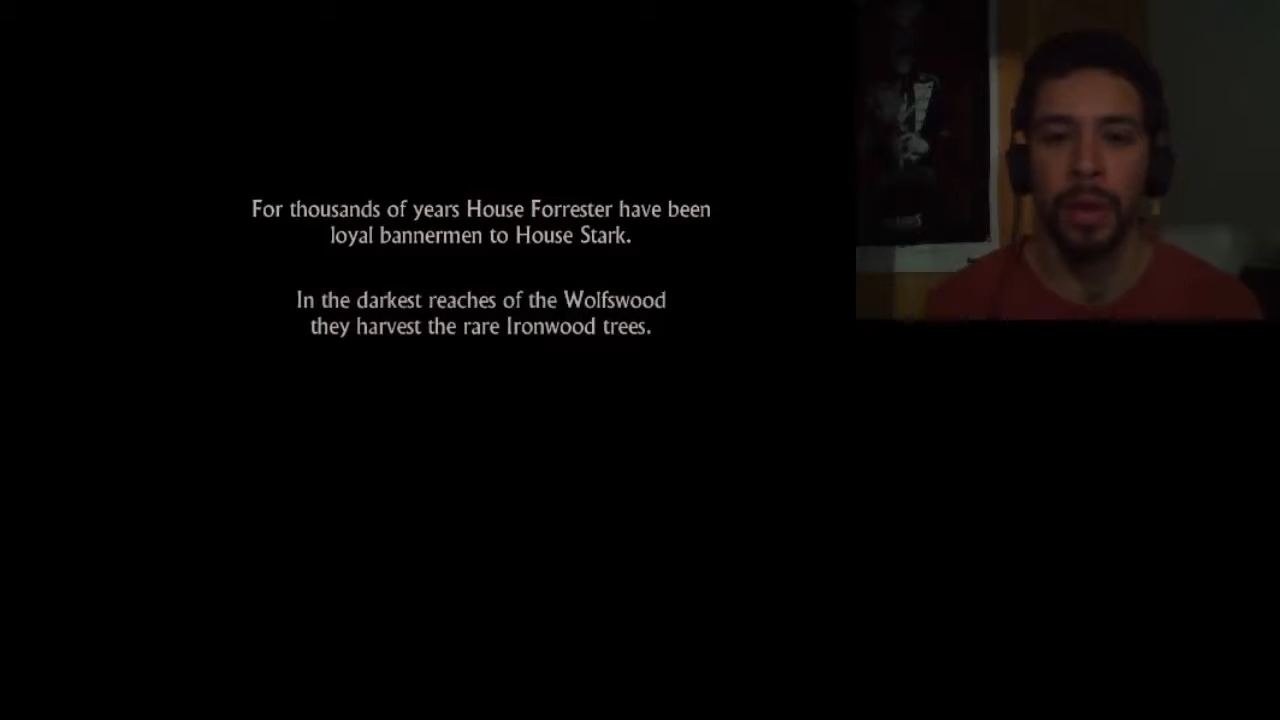 For thousands of years House Forrester have been
loyal bannermen to House Stark.
In the darkest reaches of the Wolfswood
they harvest the rare Ironwood trees.